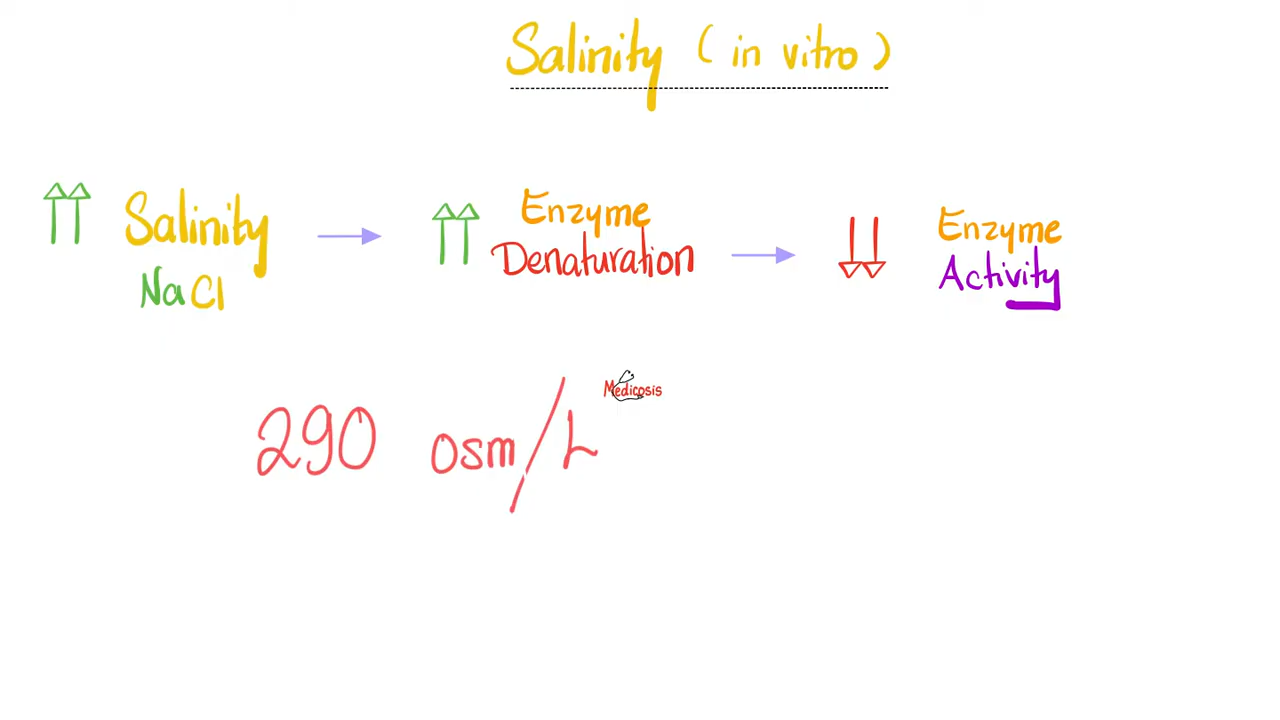 Salinity (in vitro)
Salinity
NaCl
Enzyme
Denaturation
Enzyme
Activity
Medicosis
290 osm/L